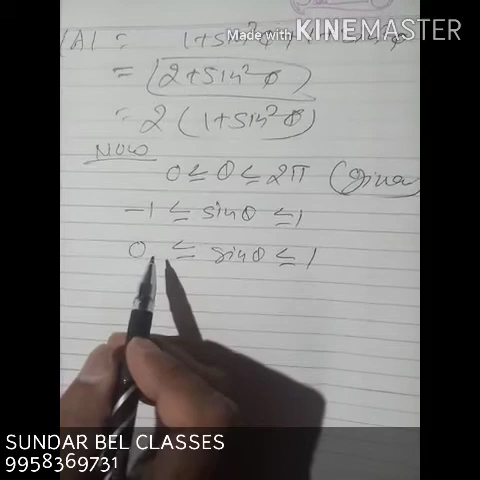 Made with KINEMASTER
|A| = 1+sin²θ
= 2+sin²θ
= 2 (1+sin²θ)
Now
0 ≤ θ ≤ 2π (given)
-1 ≤ sinθ ≤ 1
0 ≤ sinθ ≤ 1
SUNDAR BEL CLASSES
9958369731